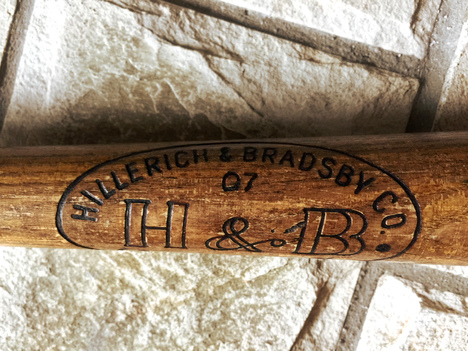 HILLERICH & BRADSBY CO.
07
H & B